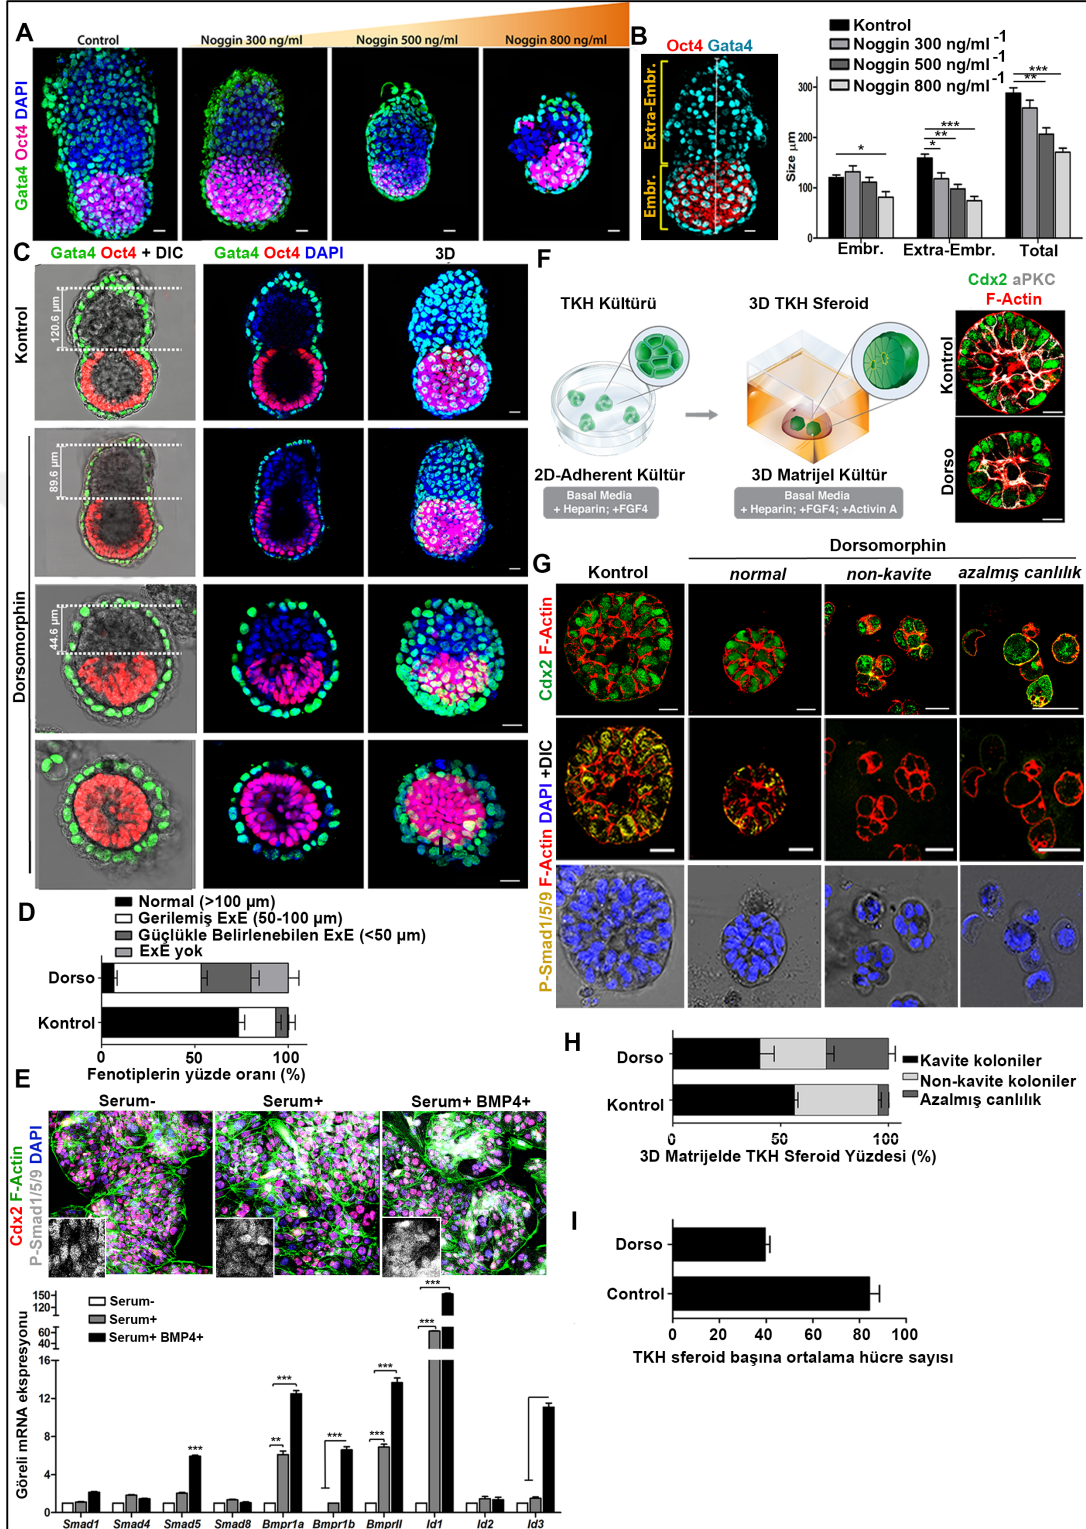 A
Control
Noggin 300 ng/ml
Noggin 500 ng/ml
Noggin 800 ng/ml
Gata4 Oct4 DAPI
B
Oct4 Gata4
Extra-Embr.
Embr.
Kontrol
Noggin 300 ng/ml -1
Noggin 500 ng/ml -1
Noggin 800 ng/ml -1
Size µm
300
200
100
0
*
* ** ***
** ***
Embr.
Extra-Embr.
Total
C
Gata4 Oct4 + DIC
Gata4 Oct4 DAPI
3D
Kontrol
120.6 µm
Dorsomorphin
89.6 µm
44.6 µm
D
Normal (>100 µm)
Gerilemiş ExE (50-100 µm)
Güçlükle Belirlenebilen ExE (<50 µm)
ExE yok
Dorso
Kontrol
0 50 100
Fenotiplerin yüzde oranı (%)
E
Serum-
Serum+
Serum+ BMP4+
Cdx2 F-Actin
P-Smad1/5/9 DAPI
Göreli mRNA ekspresyonu
150
120
60
40
16
12
8
4
0
Serum-
Serum+
Serum+ BMP4+
***
** ***
***
*** ***
*** ***
Smad1 Smad4 Smad5 Smad8 Bmpr1a Bmpr1b BmprII Id1 Id2 Id3
F
TKH Kültürü
3D TKH Sferoid
2D-Adherent Kültür
Basal Media
+ Heparin; +FGF4
3D Matrijel Kültür
Basal Media
+ Heparin; +FGF4; +Activin A
Cdx2 aPKC
F-Actin
Kontrol
Dorso
G
Dorsomorphin
Kontrol
normal
non-kavite
azalmış canlılık
Cdx2 F-Actin
P-Smad1/5/9 F-Actin DAPI +DIC
H
Dorso
Kontrol
0 50 100
3D Matrijelde TKH Sferoid Yüzdesi (%)
Kavite koloniler
Non-kavite koloniler
Azalmış canlılık
I
Dorso
Control
0 20 40 60 80 100
TKH sferoid başına ortalama hücre sayısı